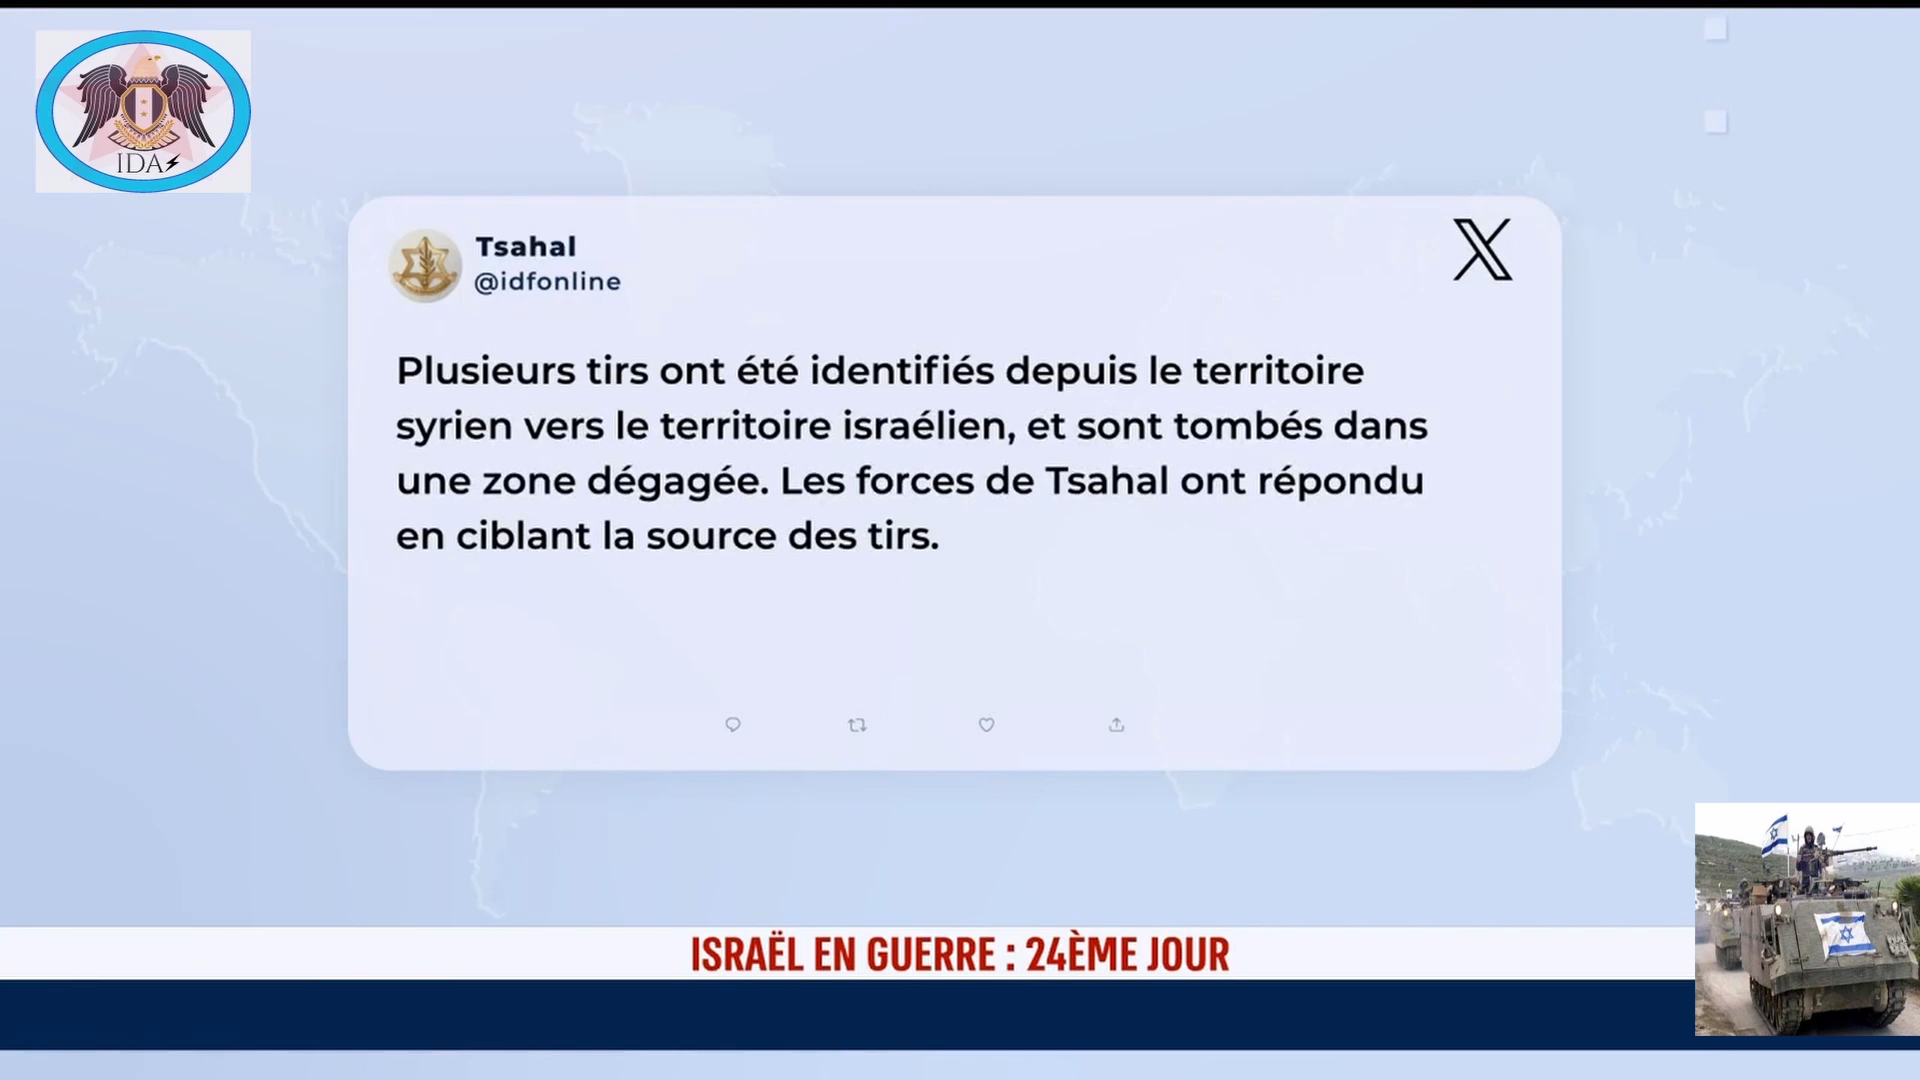 IDA
Tsahal
@idfonline
Plusieurs tirs ont été identifiés depuis le territoire
syrien vers le territoire israélien, et sont tombés dans
une zone dégagée. Les forces de Tsahal ont répondu
en ciblant la source des tirs.
ISRAËL EN GUERRE : 24ÈME JOUR